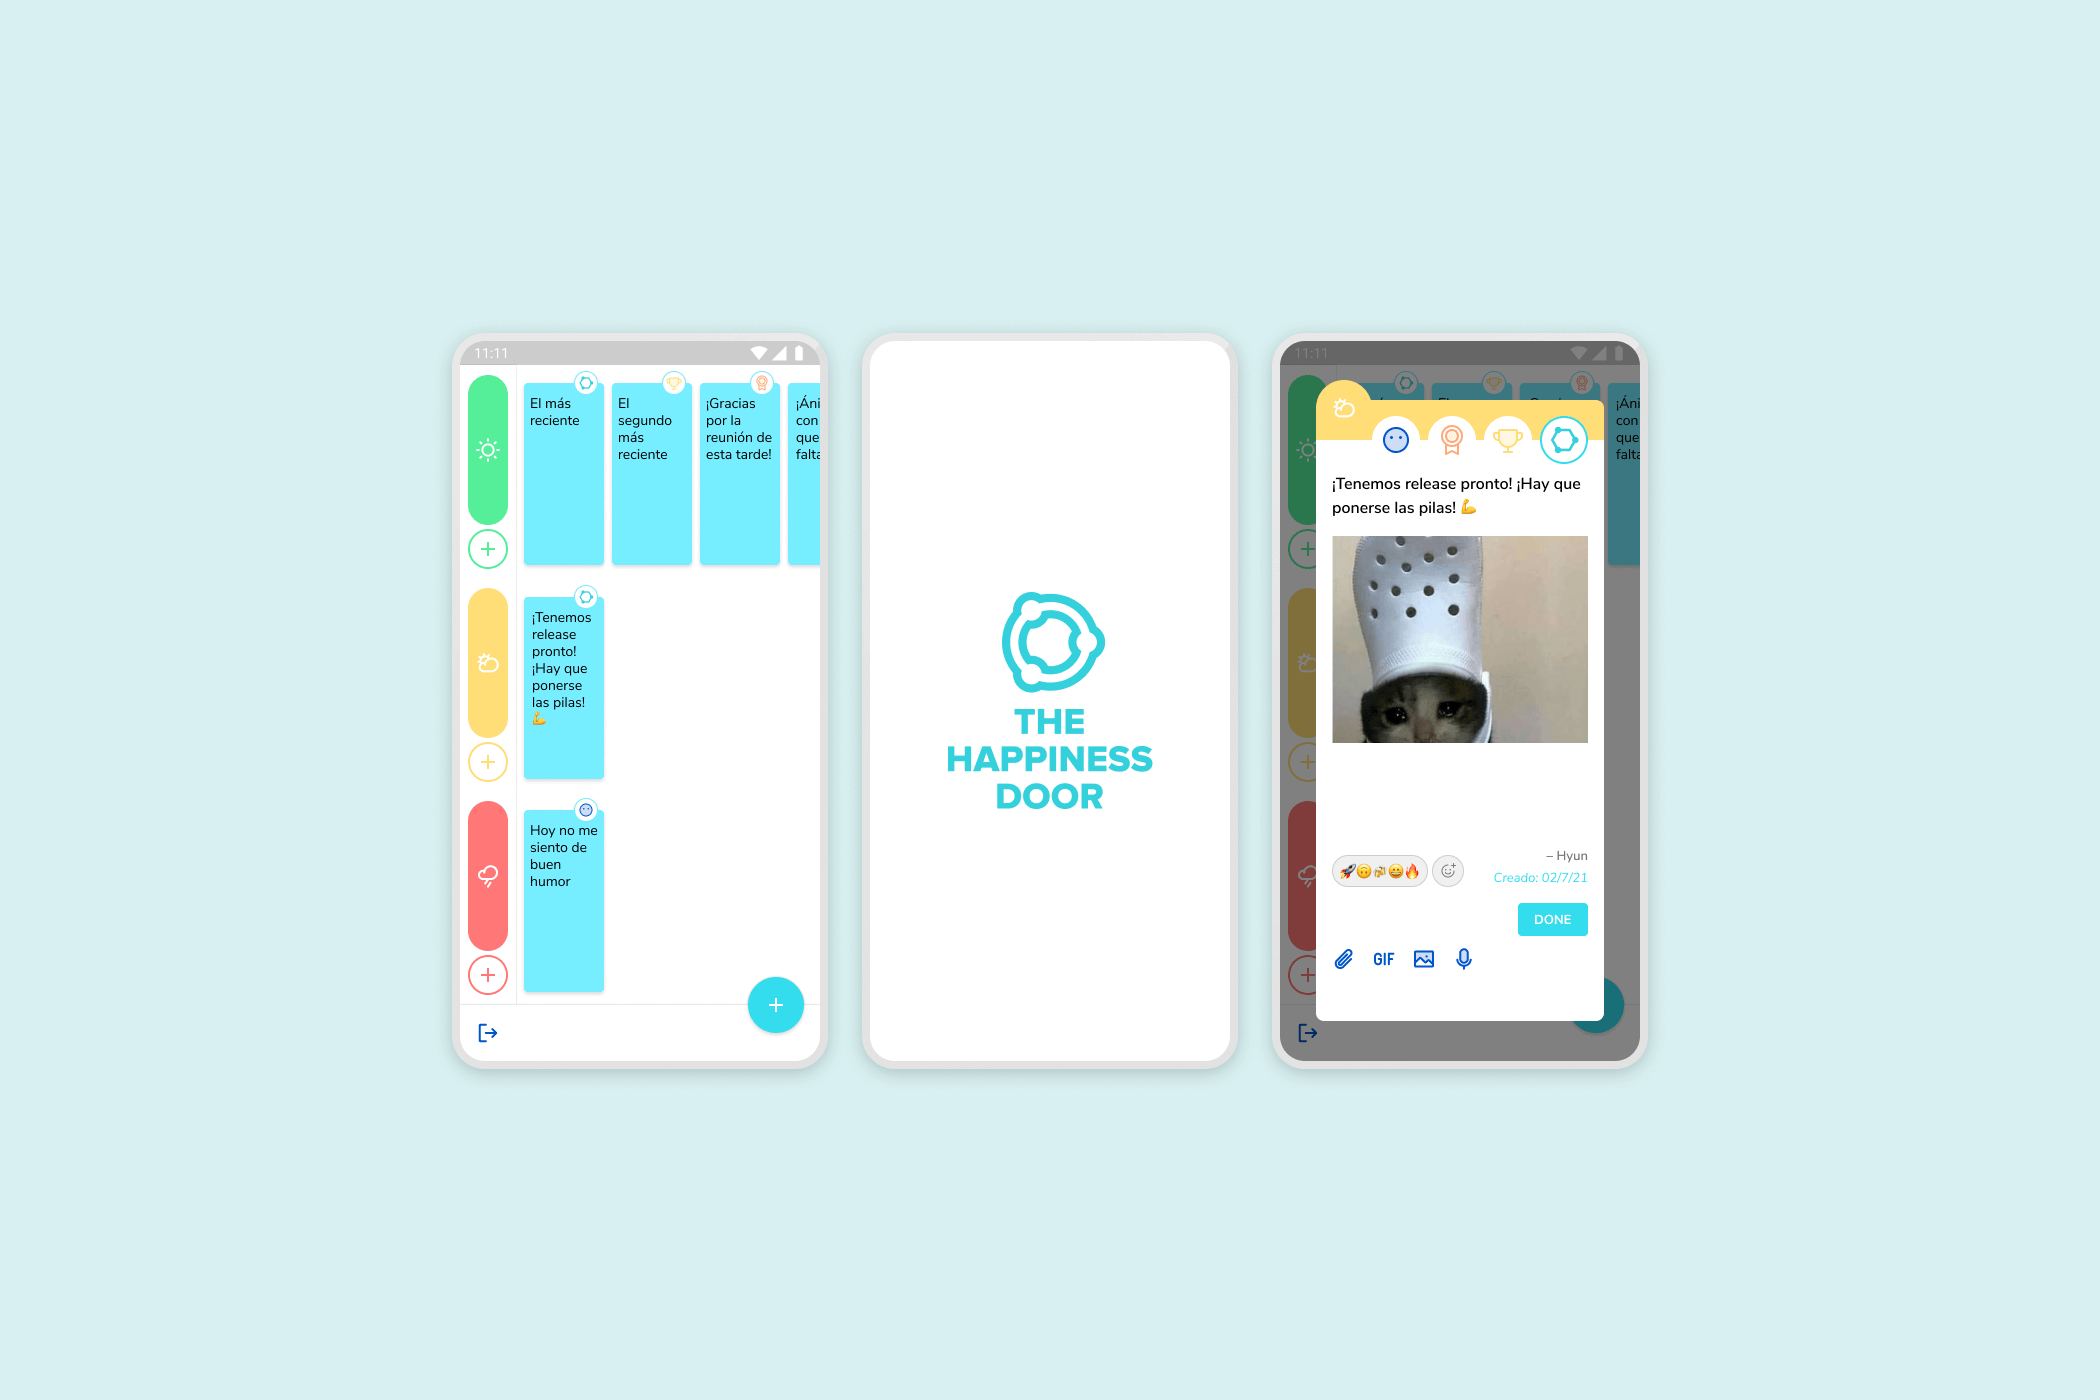 11:11
El más
reciente
El
segundo
más
reciente
¡Gracias
por la
reunión de
esta tarde!
¡Áni
con
que
falta
¡Tenemos
release
pronto!
¡Hay que
ponerse
las pilas!
💪
Hoy no me
siento de
buen
humor
THE
HAPPINESS
DOOR
11:11
¡Áni
con
que
falta
¡Tenemos release pronto! ¡Hay que
ponerse las pilas! 💪
– Hyun
Creado: 02/7/21
DONE
GIF